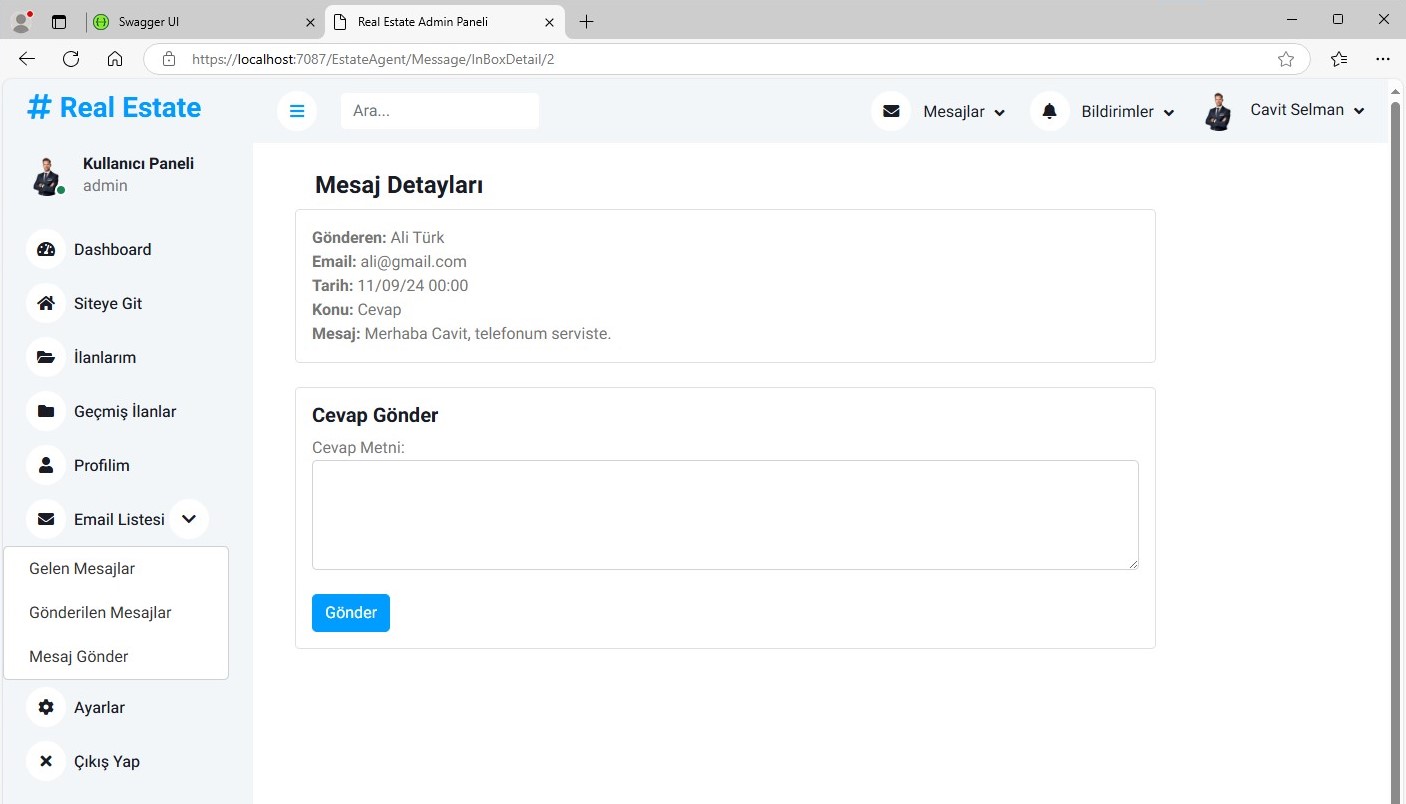 Swagger UI
Real Estate Admin Paneli
https://localhost:7087/EstateAgent/Message/InBoxDetail/2
# Real Estate
Ara...
Mesajlar
Bildirimler
Cavit Selman
Kullanıcı Paneli
admin
Dashboard
Siteye Git
İlanlarım
Geçmiş İlanlar
Profilim
Email Listesi
Gelen Mesajlar
Gönderilen Mesajlar
Mesaj Gönder
Ayarlar
Çıkış Yap
Mesaj Detayları
Gönderen: Ali Türk
Email: ali@gmail.com
Tarih: 11/09/24 00:00
Konu: Cevap
Mesaj: Merhaba Cavit, telefonum serviste.
Cevap Gönder
Cevap Metni:
Gönder